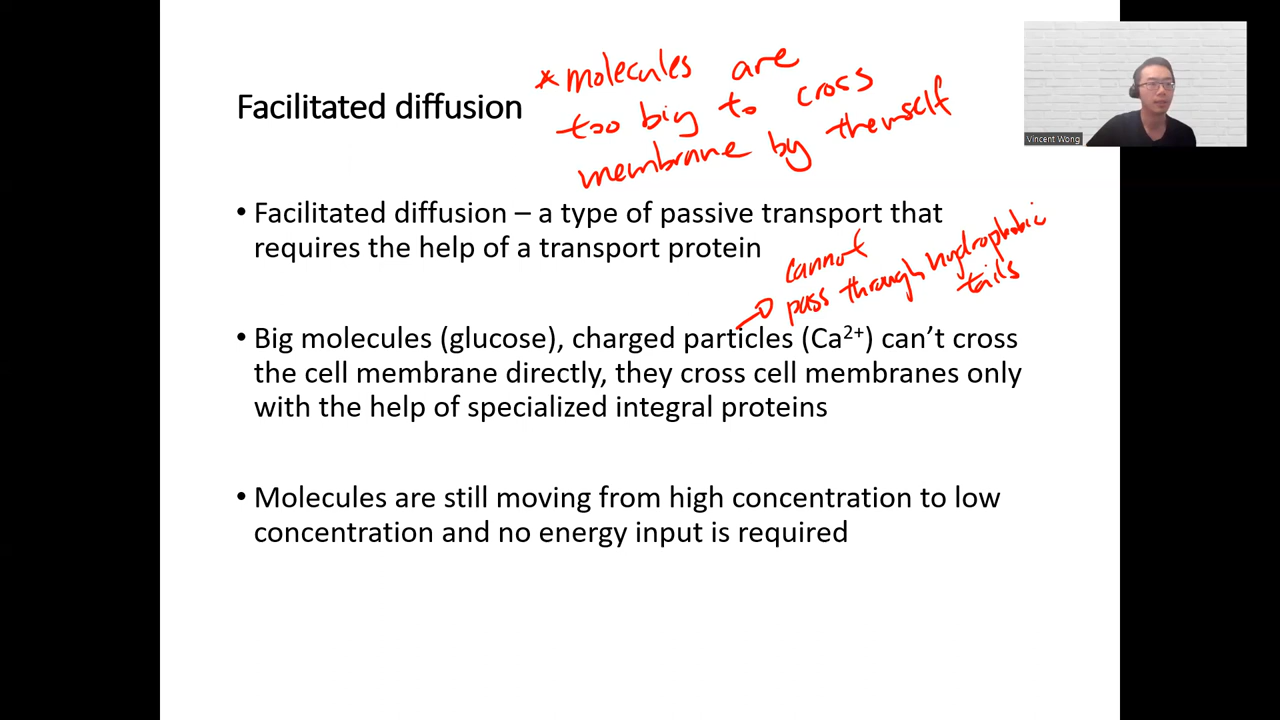 Facilitated diffusion
*molecules are
too big to cross
membrane by themself
Vincent Wong
• Facilitated diffusion – a type of passive transport that
requires the help of a transport protein
cannot
pass through hydrophobic
tails
• Big molecules (glucose), charged particles (Ca²⁺) can’t cross
the cell membrane directly, they cross cell membranes only
with the help of specialized integral proteins
• Molecules are still moving from high concentration to low
concentration and no energy input is required